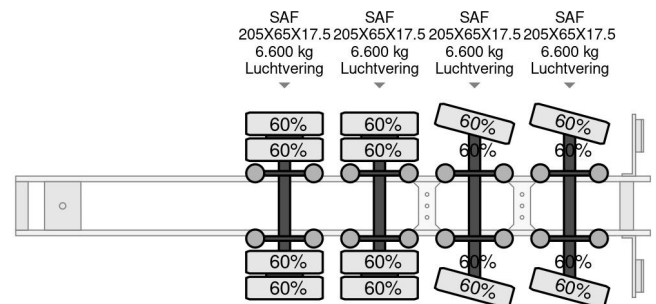 SAF SAF SAF SAF
205X65X17.5 205X65X17.5 205X65X17.5 205X65X17.5
6.600 kg 6.600 kg 6.600 kg 6.600 kg
Luchtvering Luchtvering Luchtvering Luchtvering
60% 60% 60% 60%
60% 60% 60% 60%
60% 60% 60% 60%
60% 60% 60% 60%